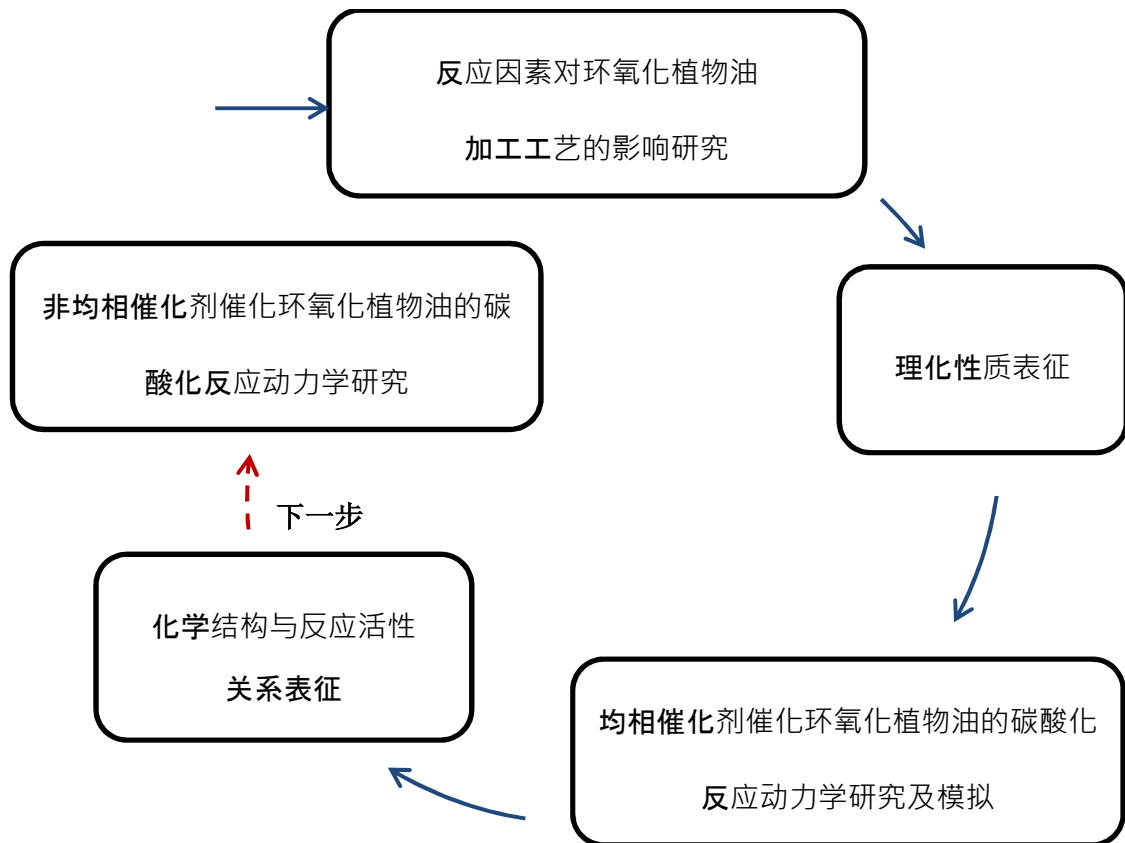 反应因素对环氧化植物油
加工工艺的影响研究
理化性质表征
均相催化剂催化环氧化植物油的碳酸化
反应动力学研究及模拟
化学结构与反应活性
关系表征
下一步
非均相催化剂催化环氧化植物油的碳
酸化反应动力学研究